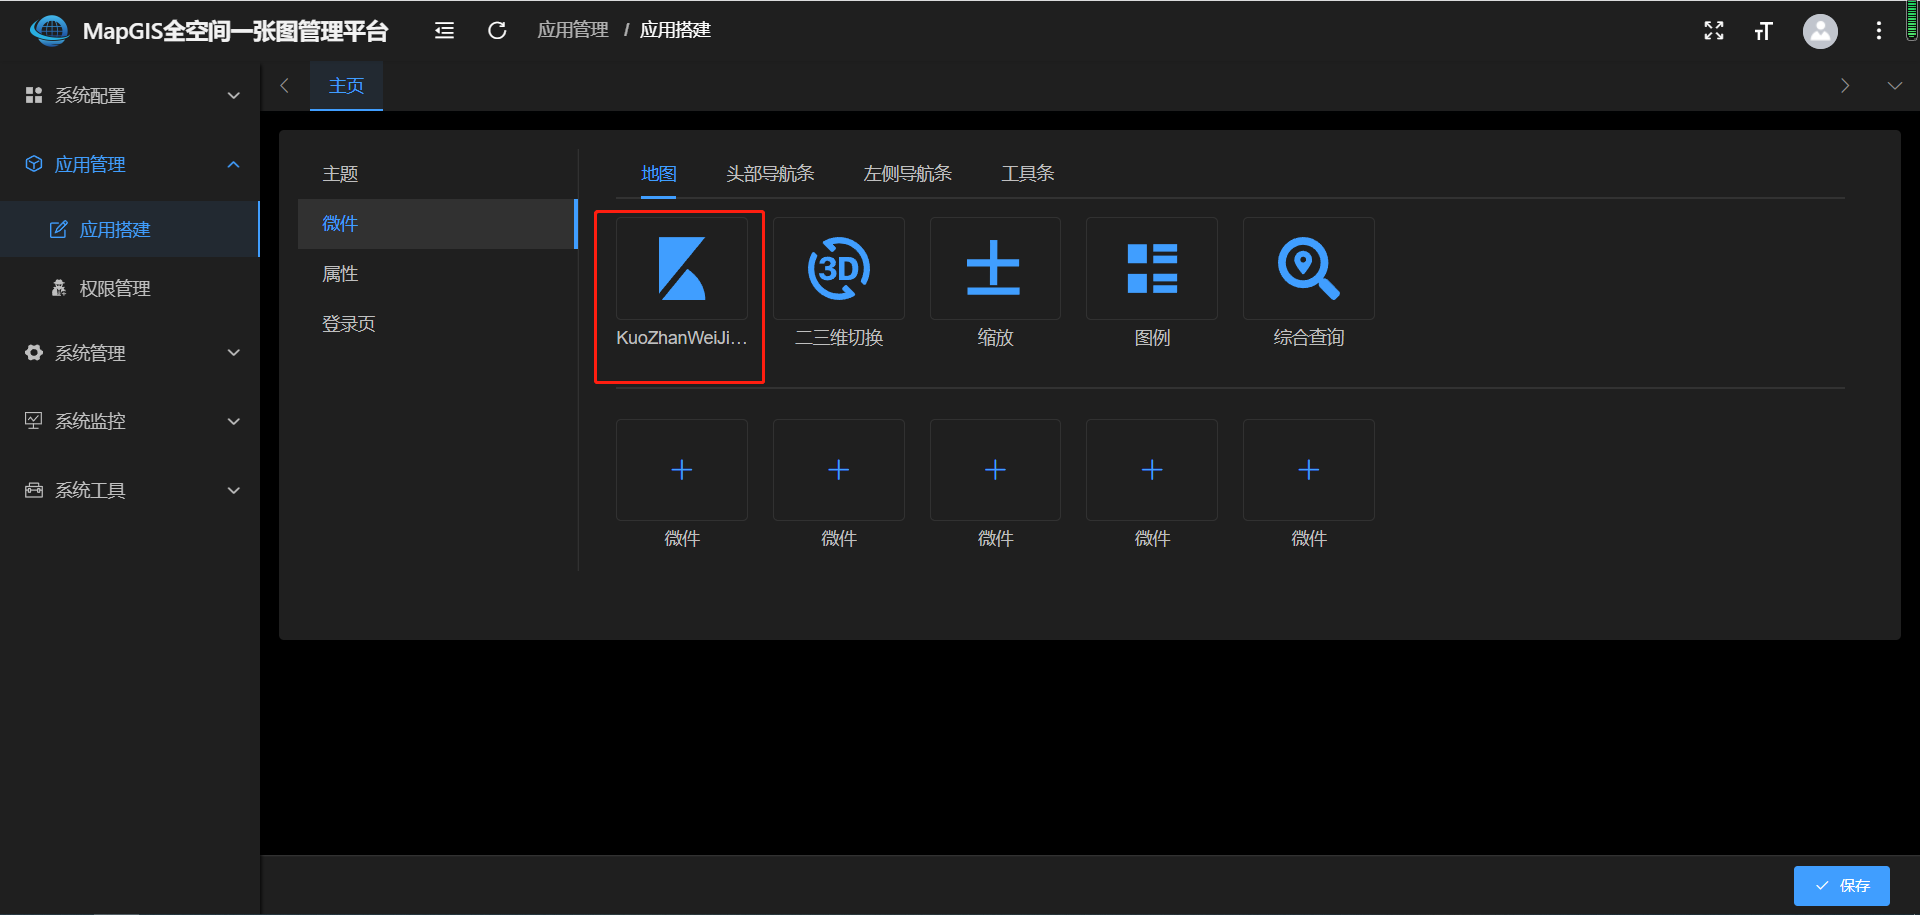 MapGIS全空间一张图管理平台
应用管理 / 应用搭建
系统配置
应用管理
应用搭建
权限管理
系统管理
系统监控
系统工具
主页
主题
微件
属性
登录页
地图 头部导航条 左侧导航条 工具条
3D
KuoZhanWeiJi... 二三维切换 缩放 图例 综合查询
微件 微件 微件 微件 微件
保存